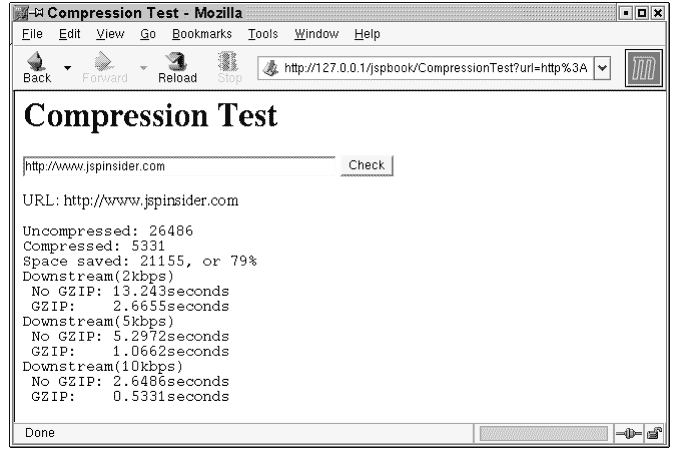 Compression Test - Mozilla
File Edit View Go Bookmarks Tools Window Help
Back Forward Reload Stop http://127.0.0.1/jspbook/CompressionTest?url=http%3A
Compression Test
http://www.jspinsider.com Check
URL: http://www.jspinsider.com
Uncompressed: 26486
Compressed: 5331
Space saved: 21155, or 79%
Downstream(2kbps)
No GZIP: 13.243seconds
GZIP: 2.6655seconds
Downstream(5kbps)
No GZIP: 5.2972seconds
GZIP: 1.0662seconds
Downstream(10kbps)
No GZIP: 2.6486seconds
GZIP: 0.5331seconds
Done